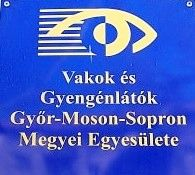 Vakok és
Gyengénlátók
Győr-Moson-Sopron
Megyei Egyesülete